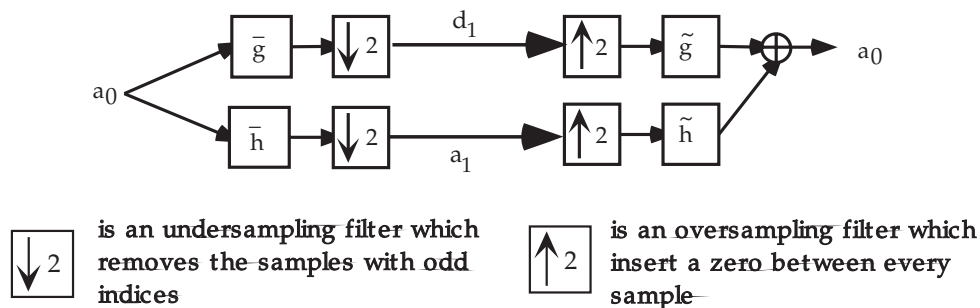 d₁
ḡ ↓ 2 ↑ 2 g̃
a₀ a₀
h̄ ↓ 2 ↑ 2 h̃
a₁
↓ 2 is an undersampling filter which
removes the samples with odd
indices
↑ 2 is an oversampling filter which
insert a zero between every
sample